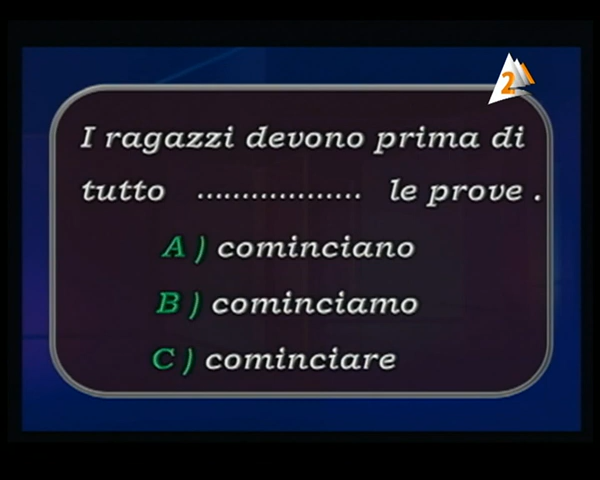 2
I ragazzi devono prima di
tutto .................. le prove .
A ) cominciano
B ) cominciamo
C ) cominciare